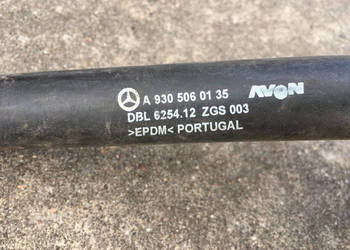 A 930 506 01 35 AVON
DBL 6254.12 ZGS 003
>EPDM< PORTUGAL